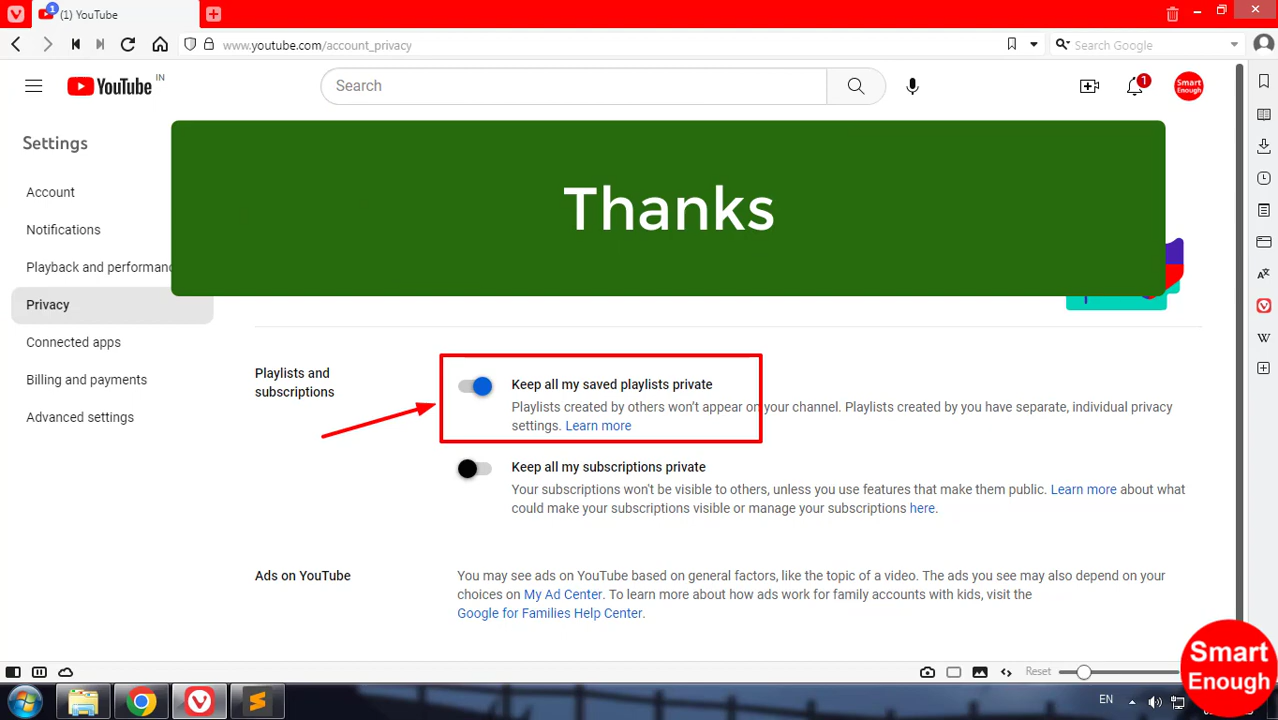 1
(1) YouTube
www.youtube.com/account_privacy
Search Google
YouTube IN
Search
1
Smart
Enough
Settings
Thanks
Account
Notifications
Playback and performanc
Privacy
Connected apps
Billing and payments
Advanced settings
Playlists and
subscriptions
Keep all my saved playlists private
Playlists created by others won't appear on your channel. Playlists created by you have separate, individual privacy
settings. Learn more
Keep all my subscriptions private
Your subscriptions won't be visible to others, unless you use features that make them public. Learn more about what
could make your subscriptions visible or manage your subscriptions here.
Ads on YouTube
You may see ads on YouTube based on general factors, like the topic of a video. The ads you see may also depend on your
choices on My Ad Center. To learn more about how ads work for family accounts with kids, visit the
Google for Families Help Center.
Reset
Smart
Enough
EN